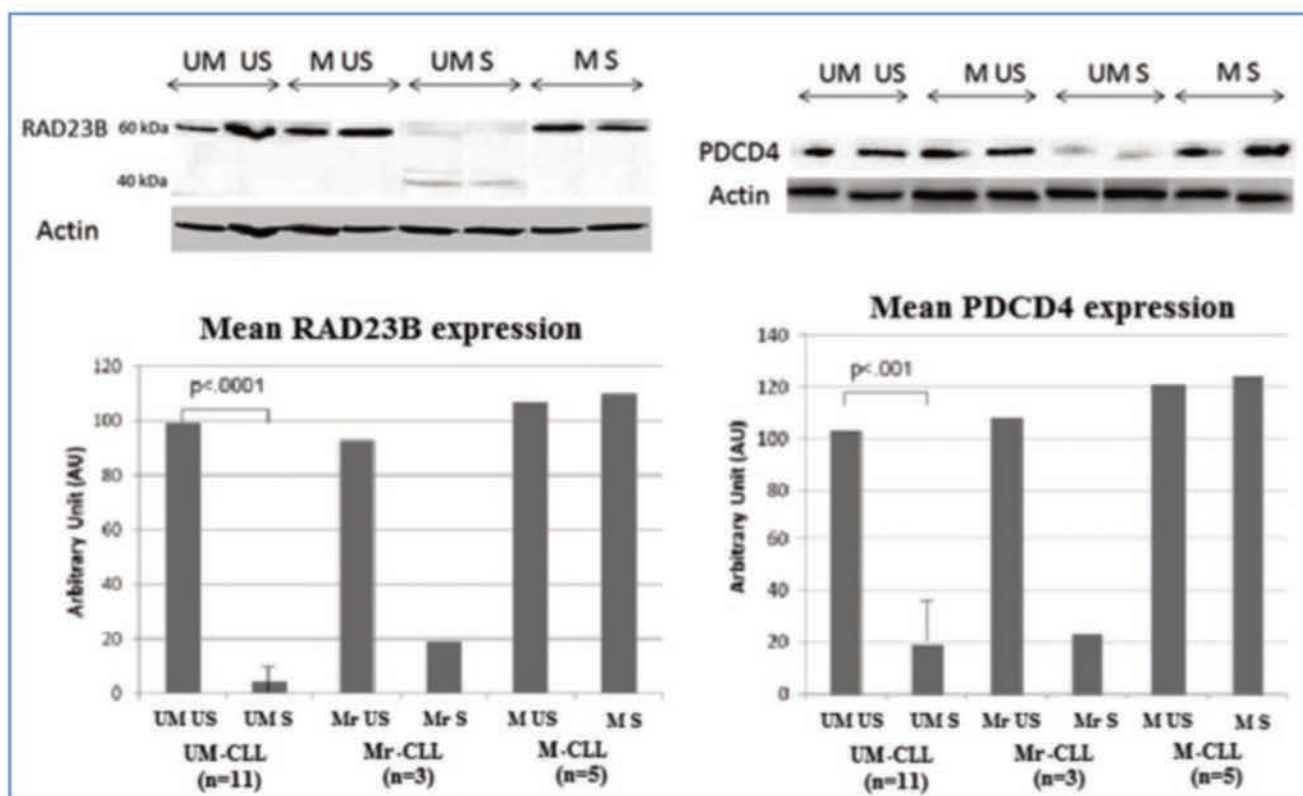 UM US M US UM S M S
RAD23B 60 kDa
40 kDa
Actin
UM US M US UM S M S
PDCD4
Actin
Mean RAD23B expression
120
100
80
60
40
20
0
Arbitrary Unit (AU)
p<.0001
UM US UM S Mr US Mr S M US M S
UM-CLL Mr-CLL M-CLL
(n=11) (n=3) (n=5)
Mean PDCD4 expression
140
120
100
80
60
40
20
0
Arbitrary Unit (AU)
p<.001
UM US UM S Mr US Mr S M US M S
UM-CLL Mr-CLL M-CLL
(n=11) (n=3) (n=5)